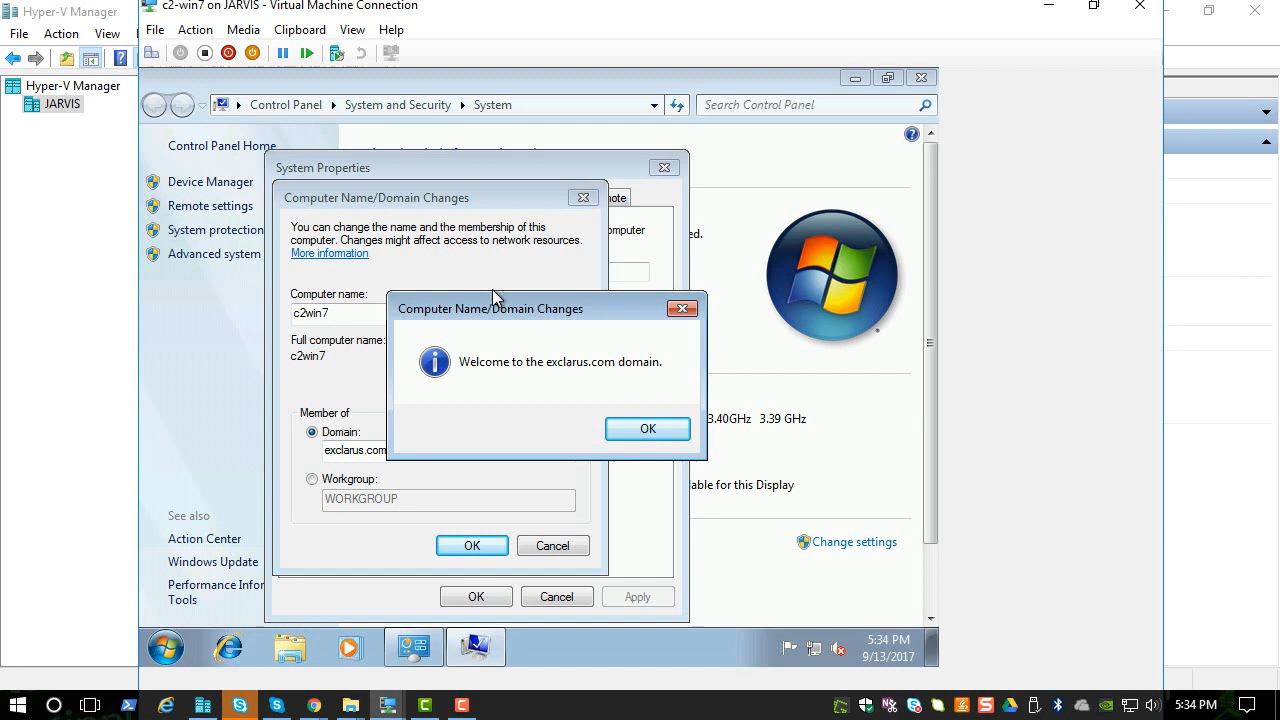 Hyper-V Manager
File Action View
Hyper-V Manager
JARVIS
c2-win7 on JARVIS - Virtual Machine Connection
File Action Media Clipboard View Help
Control Panel System and Security System
Search Control Panel
Control Panel Home
Device Manager
Remote settings
System protection
Advanced system
See also
Action Center
Windows Update
Performance Infor
Tools
ed.
3.40GHz 3.39 GHz
lable for this Display
Change settings
System Properties
note
omputer
OK Cancel Apply
Computer Name/Domain Changes
You can change the name and the membership of this
computer. Changes might affect access to network resources.
More information
Computer name:
c2win7
Full computer name:
c2win7
Member of
Domain:
exclarus.com
Workgroup:
WORKGROUP
OK Cancel
Computer Name/Domain Changes
Welcome to the exclarus.com domain.
OK
5:34 PM
9/13/2017
5:34 PM